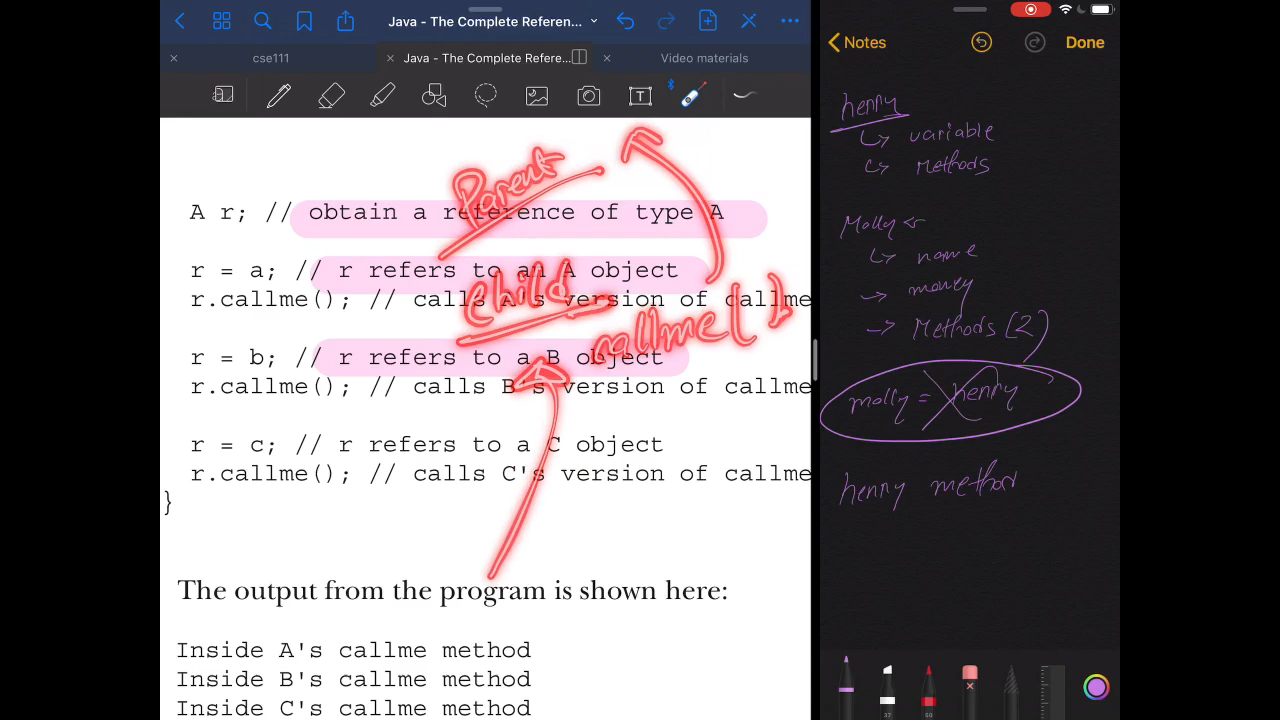 Java - The Complete Referen...
cse111
Java - The Complete Refere...
Video materials
T
Parent
A r; // obtain a reference of type A
r = a; // r refers to an A object
r.callme(); // calls A's version of callme
Child
callme( )
r = b; // r refers to a B object
r.callme(); // calls B's version of callme
r = c; // r refers to a C object
r.callme(); // calls C's version of callme
}
The output from the program is shown here:
Inside A's callme method
Inside B's callme method
Inside C's callme method
Notes
Done
henry
variable
methods
Molly
name
money
Methods (2)
molly = henry
henry method
37
50